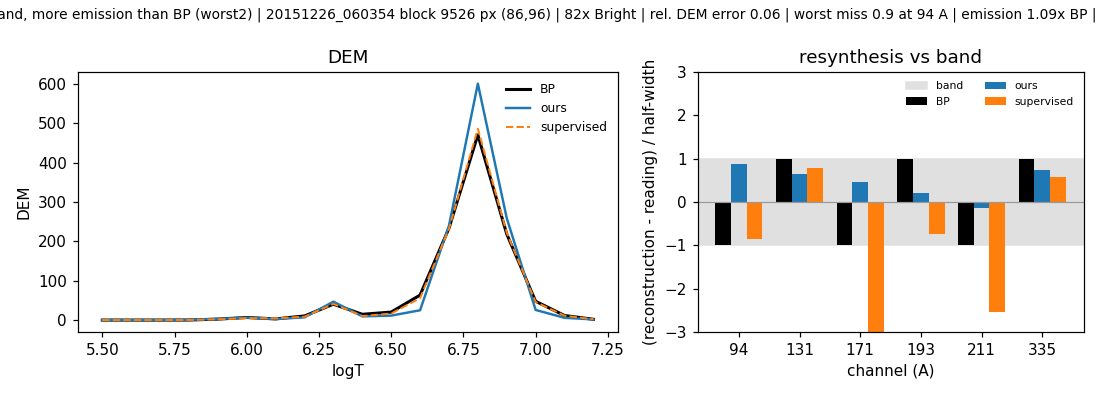 and, more emission than BP (worst2) | 20151226_060354 block 9526 px (86,96) | 82x Bright | rel. DEM error 0.06 | worst miss 0.9 at 94 A | emission 1.09x BP |
DEM
DEM
600
500
400
300
200
100
0
5.50 5.75 6.00 6.25 6.50 6.75 7.00 7.25
logT
BP
ours
supervised
resynthesis vs band
(reconstruction - reading) / half-width
3
2
1
0
−1
−2
−3
94 131 171 193 211 335
channel (A)
band
BP
ours
supervised